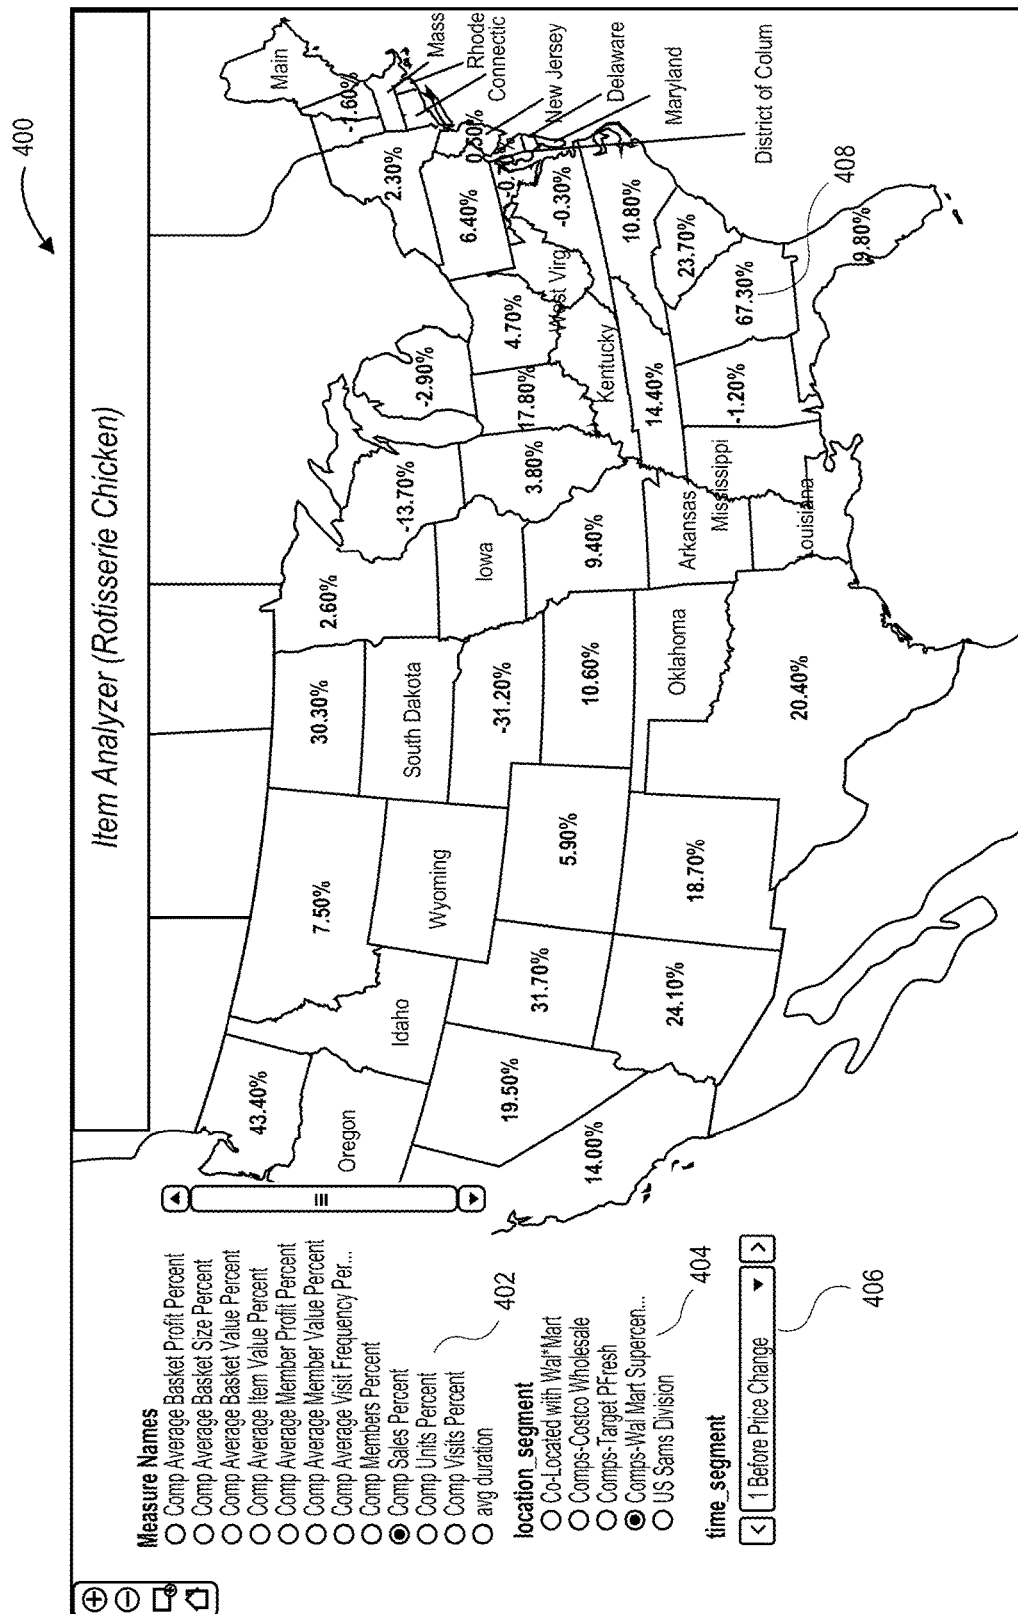 400
Item Analyzer (Rotisserie Chicken)
Measure Names
Comp Average Basket Profit Percent
Comp Average Basket Size Percent
Comp Average Basket Value Percent
Comp Average Item Value Percent
Comp Average Member Profit Percent
Comp Average Member Value Percent
Comp Average Visit Frequency Per...
Comp Members Percent
Comp Sales Percent
Comp Units Percent
Comp Visits Percent
avg duration
402
location_segment
Co-Located with Wal*Mart
Comps-Costco Wholesale
Comps-Target PFresh
Comps-Wal Mart Supercen...
US Sams Division
404
time_segment
1 Before Price Change
406
43.40%
Oregon
Idaho
7.50%
Wyoming
30.30%
South Dakota
2.60%
-13.70%
-2.90%
2.30%
-1.60%
Main
Mass
Rhode
Connectic
19.50%
31.70%
5.90%
-31.20%
Iowa
3.80%
17.80%
4.70%
6.40%
0.50%
New Jersey
Delaware
Maryland
District of Colum
14.00%
24.10%
18.70%
10.60%
9.40%
Kentucky
West Virg
-0.30%
Oklahoma
Arkansas
14.40%
10.80%
23.70%
20.40%
Louisiana
Mississippi
-1.20%
67.30%
408
9.80%